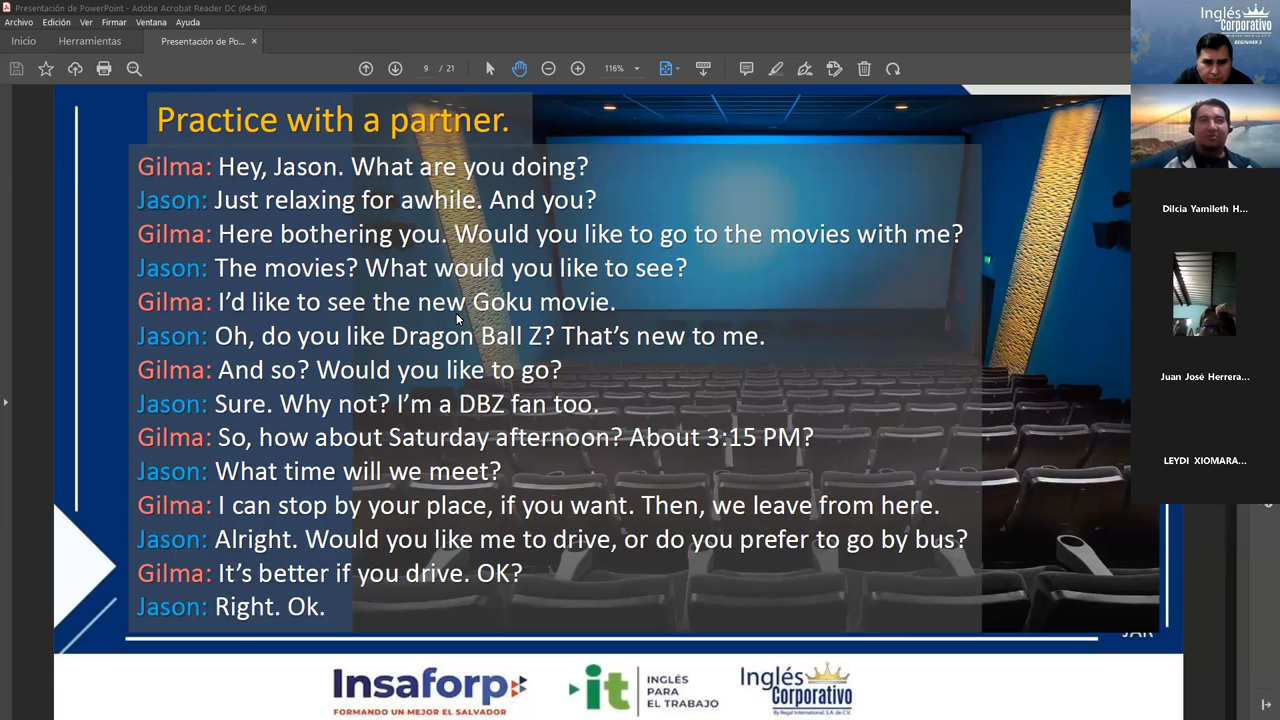 Presentación de PowerPoint - Adobe Acrobat Reader DC (64-bit)
Archivo Edición Ver Firmar Ventana Ayuda
Inicio Herramientas Presentación de Po... ×
9 / 21 116%
Practice with a partner.
Gilma: Hey, Jason. What are you doing?
Jason: Just relaxing for awhile. And you?
Gilma: Here bothering you. Would you like to go to the movies with me?
Jason: The movies? What would you like to see?
Gilma: I’d like to see the new Goku movie.
Jason: Oh, do you like Dragon Ball Z? That’s new to me.
Gilma: And so? Would you like to go?
Jason: Sure. Why not? I’m a DBZ fan too.
Gilma: So, how about Saturday afternoon? About 3:15 PM?
Jason: What time will we meet?
Gilma: I can stop by your place, if you want. Then, we leave from here.
Jason: Alright. Would you like me to drive, or do you prefer to go by bus?
Gilma: It’s better if you drive. OK?
Jason: Right. Ok.
JAR
Insaforp
FORMANDO UN MEJOR EL SALVADOR
it
INGLÉS
PARA
EL TRABAJO
Inglés
Corporativo
By Regal International, S.A. de C.V.
Inglés
Corporativo
BEGINNER 2
Dilcia Yamileth H...
Juan José Herrera...
LEYDI XIOMARA...